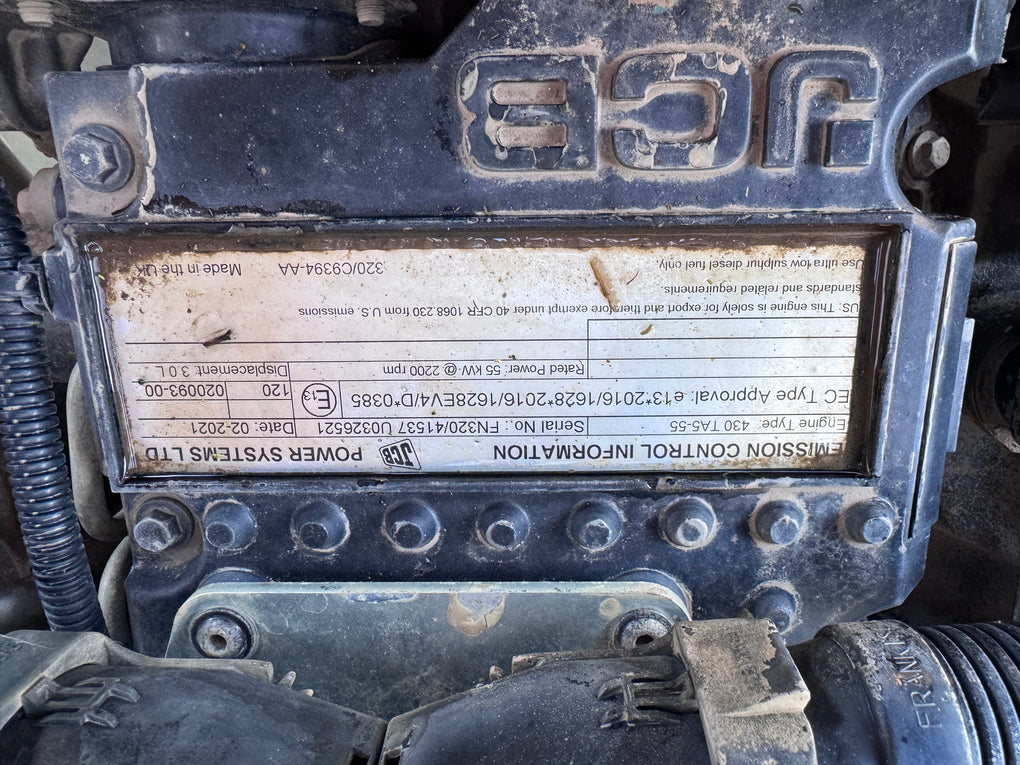 JCB
EMISSION CONTROL INFORMATION JCB POWER SYSTEMS LTD
Engine Type: 430 TA5-55 Serial No.: FN320/41537 U0326521 Date: 02-2021
EC Type Approval: e13*2016/1628*2016/1628EV4/D*0385 E13 120 020093-00
Rated Power: 55 kW @ 2200 rpm Displacement: 3.0 L
US: This engine is solely for export and therefore exempt under 40 CFR 1068.230 from U.S. emissions
standards and related requirements.
Use ultra low sulphur diesel fuel only. 320/C9394-AA Made in the UK